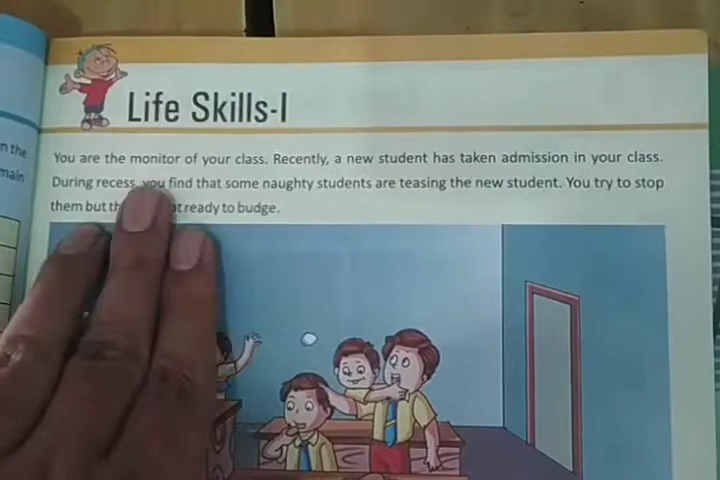 Life Skills-I
You are the monitor of your class. Recently, a new student has taken admission in your class.
During recess, you find that some naughty students are teasing the new student. You try to stop
them but ready to budge.
n the
main